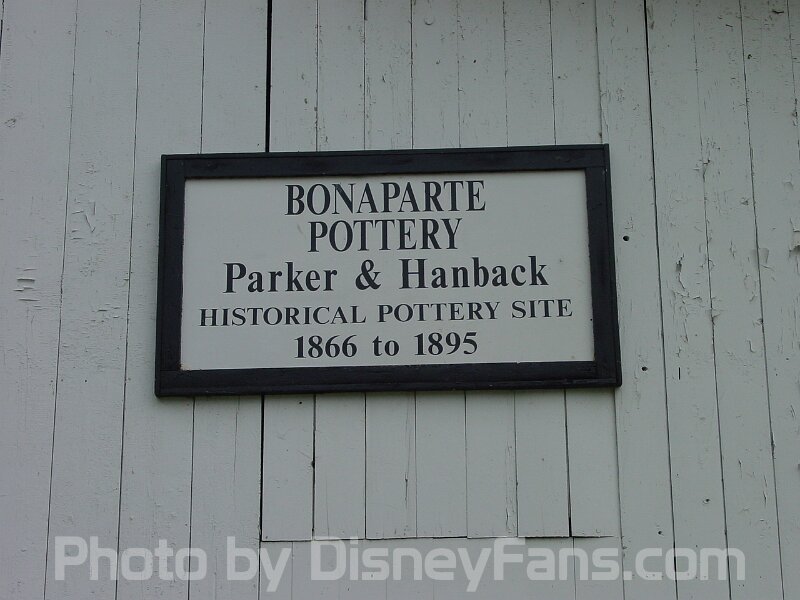 BONAPARTE
POTTERY
Parker & Hanback
HISTORICAL POTTERY SITE
1866 to 1895
Photo by DisneyFans.com